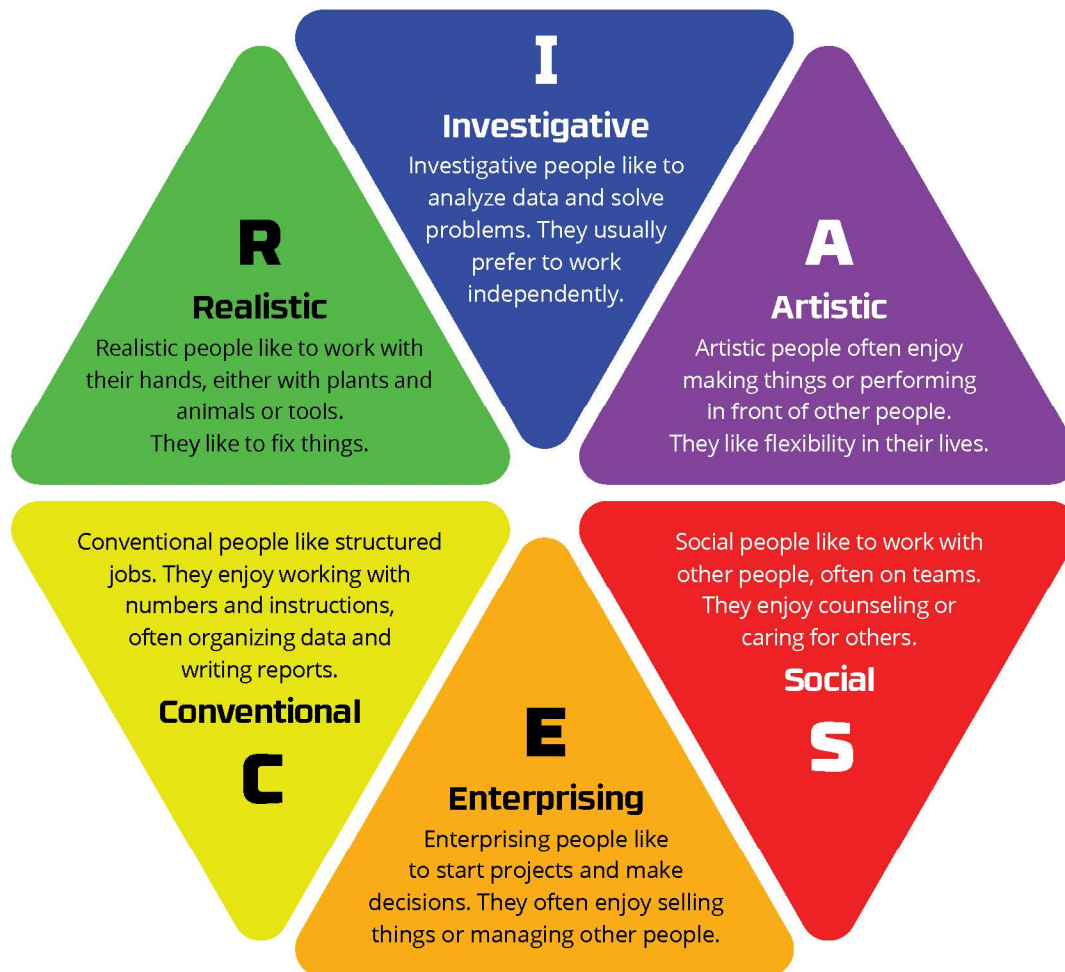 I
Investigative
Investigative people like to
analyze data and solve
problems. They usually
prefer to work
independently.
R
Realistic
Realistic people like to work with
their hands, either with plants and
animals or tools.
They like to fix things.
A
Artistic
Artistic people often enjoy
making things or performing
in front of other people.
They like flexibility in their lives.
Conventional people like structured
jobs. They enjoy working with
numbers and instructions,
often organizing data and
writing reports.
Conventional
C
E
Enterprising
Enterprising people like
to start projects and make
decisions. They often enjoy selling
things or managing other people.
Social people like to work with
other people, often on teams.
They enjoy counseling or
caring for others.
Social
S